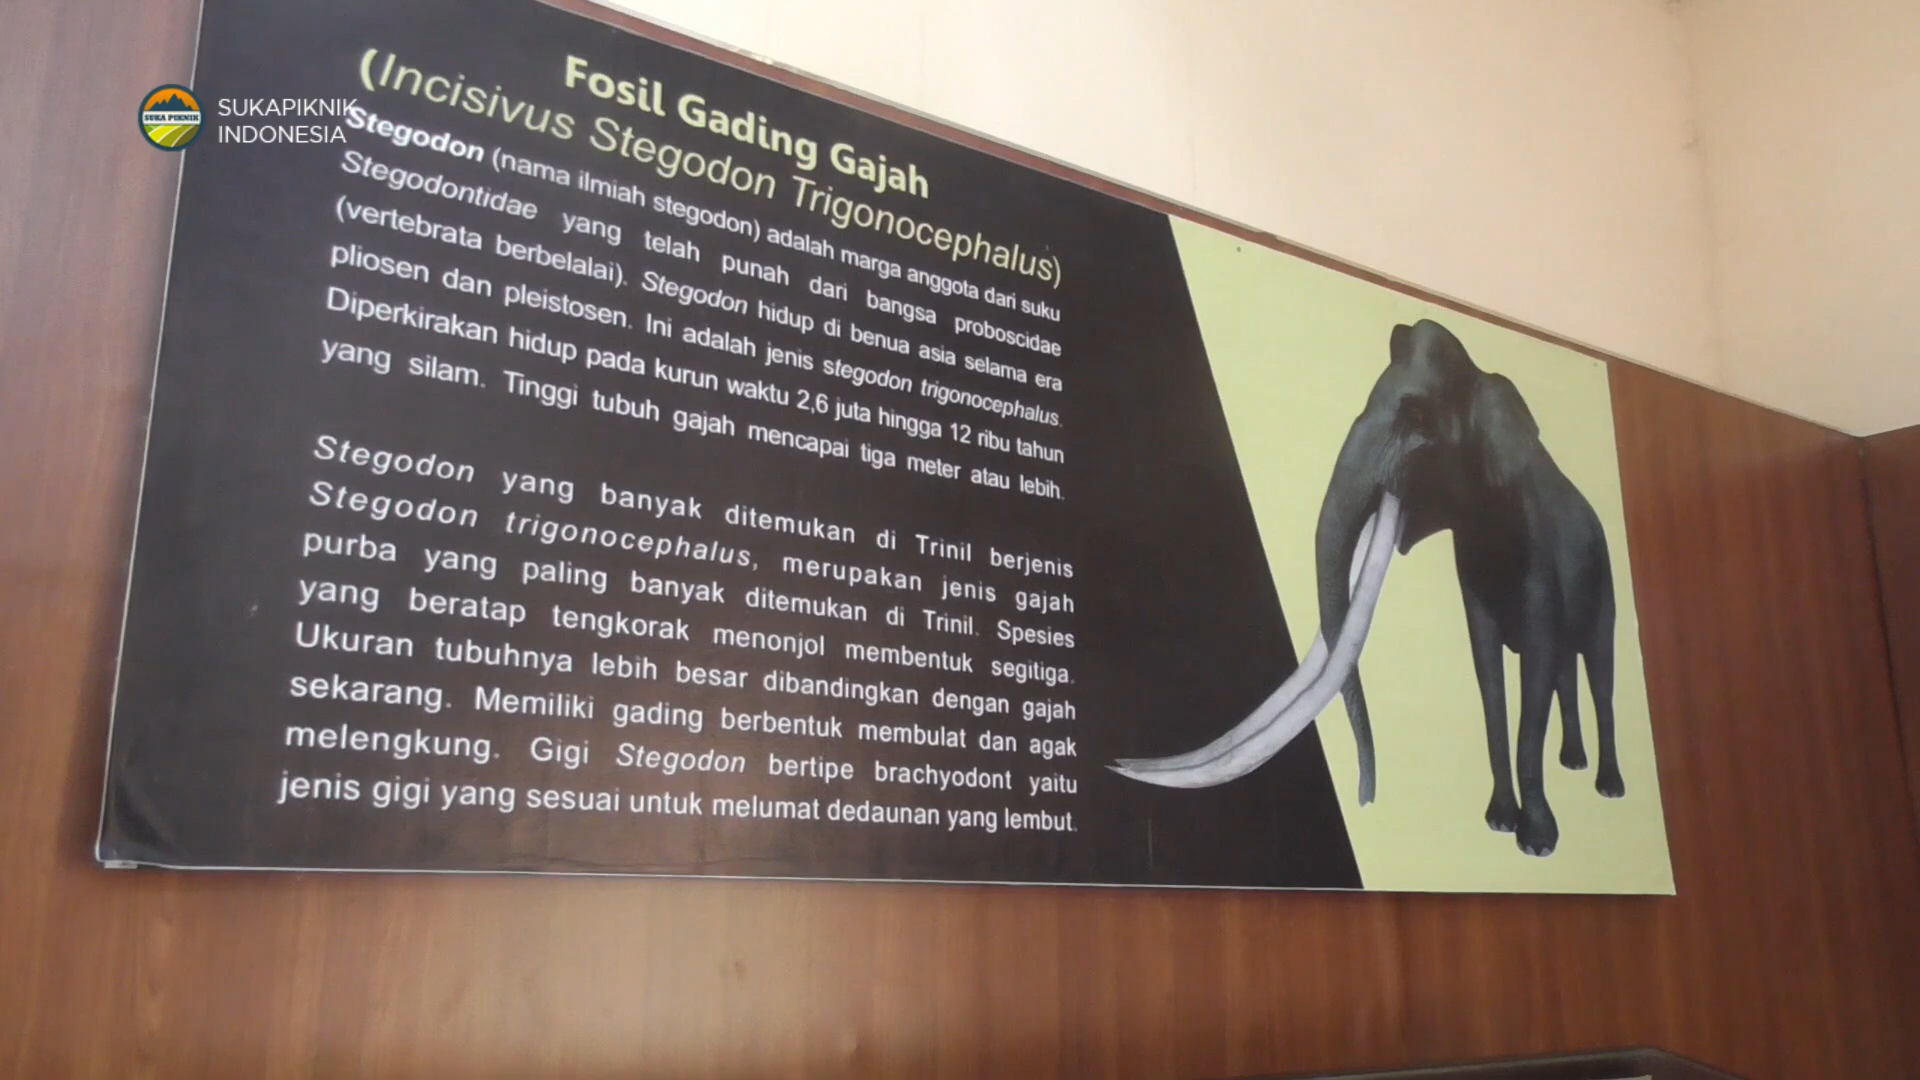 SUKA PIKNIK
SUKAPIKNIK
INDONESIA
Fosil Gading Gajah
(Incisivus Stegodon Trigonocephalus)
Stegodon (nama ilmiah stegodon) adalah marga anggota dari suku
Stegodontidae yang telah punah dari bangsa proboscidae
(vertebrata berbelalai). Stegodon hidup di benua asia selama era
pliosen dan pleistosen. Ini adalah jenis stegodon trigonocephalus.
Diperkirakan hidup pada kurun waktu 2,6 juta hingga 12 ribu tahun
yang silam. Tinggi tubuh gajah mencapai tiga meter atau lebih.
Stegodon yang banyak ditemukan di Trinil berjenis
Stegodon trigonocephalus, merupakan jenis gajah
purba yang paling banyak ditemukan di Trinil. Spesies
yang beratap tengkorak menonjol membentuk segitiga.
Ukuran tubuhnya lebih besar dibandingkan dengan gajah
sekarang. Memiliki gading berbentuk membulat dan agak
melengkung. Gigi Stegodon bertipe brachyodont yaitu
jenis gigi yang sesuai untuk melumat dedaunan yang lembut.